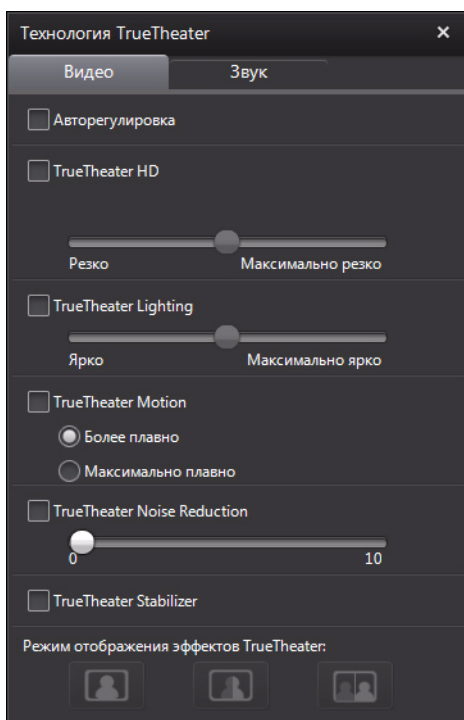 Технология TrueTheater
Видео Звук
Авторегулировка
TrueTheater HD
Резко Максимально резко
TrueTheater Lighting
Ярко Максимально ярко
TrueTheater Motion
Более плавно
Максимально плавно
TrueTheater Noise Reduction
0 10
TrueTheater Stabilizer
Режим отображения эффектов TrueTheater: